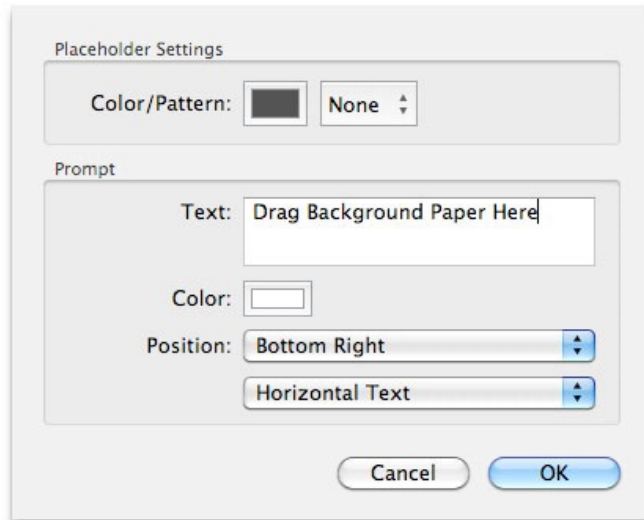 Placeholder Settings
Color/Pattern: None
Prompt
Text: Drag Background Paper Here
Color:
Position: Bottom Right
Horizontal Text
Cancel OK